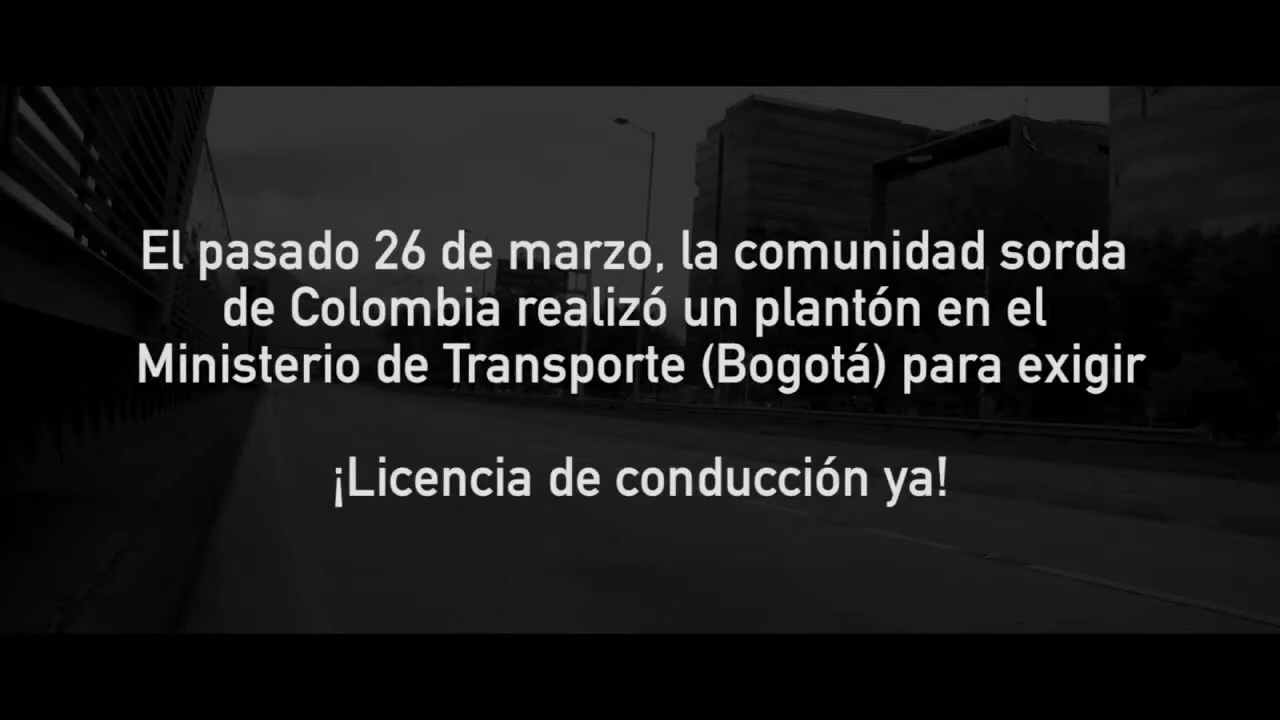 El pasado 26 de marzo, la comunidad sorda
de Colombia realizó un plantón en el
Ministerio de Transporte (Bogotá) para exigir
¡Licencia de conducción ya!